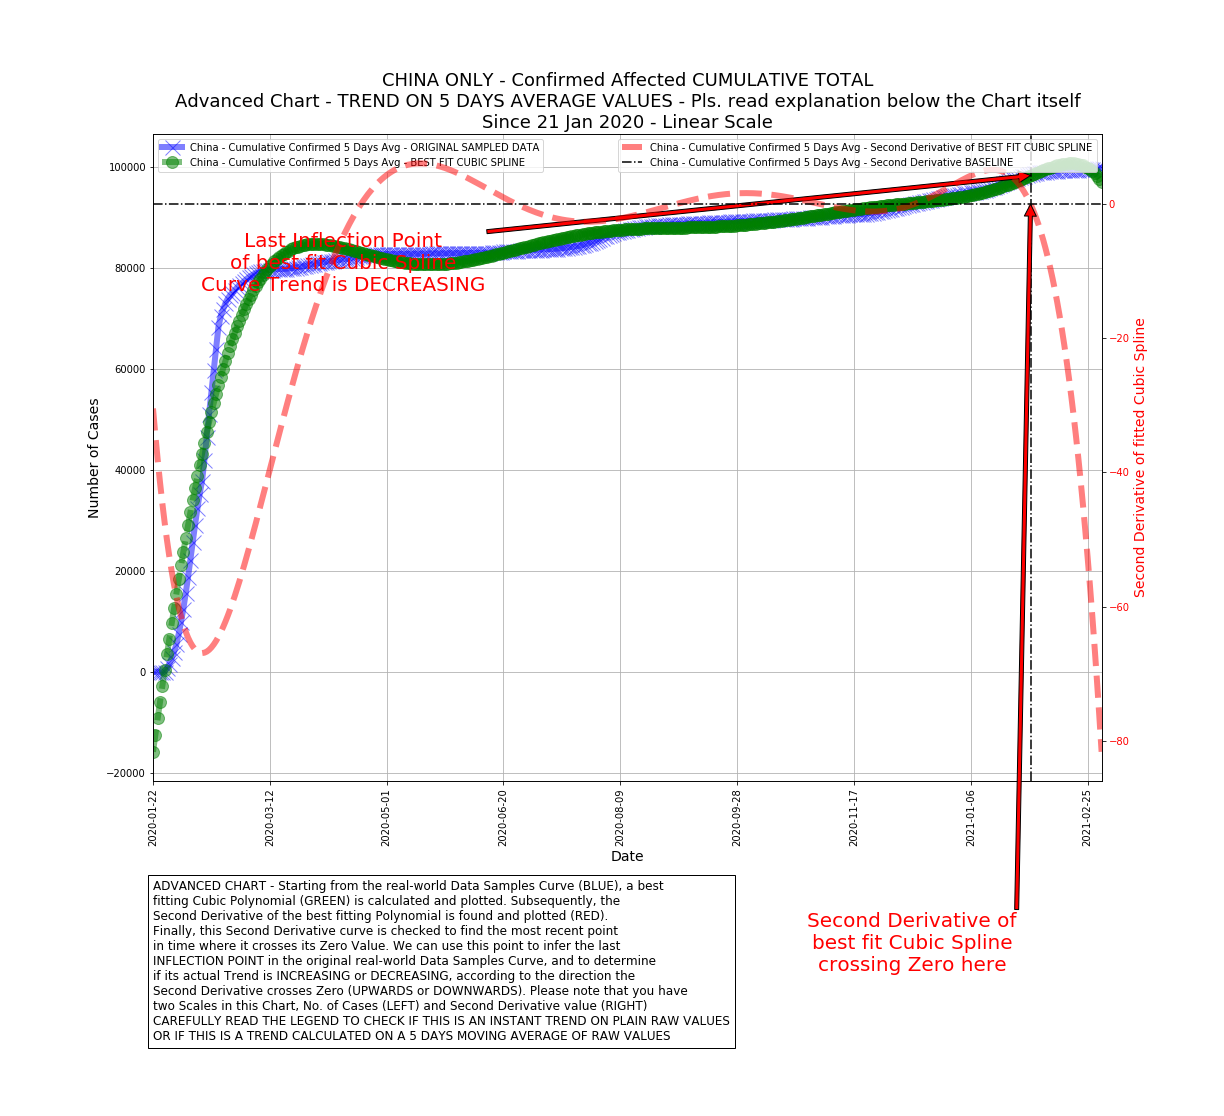 CHINA ONLY - Confirmed Affected CUMULATIVE TOTAL
Advanced Chart - TREND ON 5 DAYS AVERAGE VALUES - Pls. read explanation below the Chart itself
Since 21 Jan 2020 - Linear Scale
China - Cumulative Confirmed 5 Days Avg - ORIGINAL SAMPLED DATA
China - Cumulative Confirmed 5 Days Avg - BEST FIT CUBIC SPLINE
China - Cumulative Confirmed 5 Days Avg - Second Derivative of BEST FIT CUBIC SPLINE
China - Cumulative Confirmed 5 Days Avg - Second Derivative BASELINE
Last Inflection Point
of best fit Cubic Spline
Curve Trend is DECREASING
Number of Cases
100000
80000
60000
40000
20000
0
−20000
0
−20
−40
−60
−80
Second Derivative of fitted Cubic Spline
2020-01-22
2020-03-12
2020-05-01
2020-06-20
2020-08-09
2020-09-28
2020-11-17
2021-01-06
2021-02-25
Date
ADVANCED CHART - Starting from the real-world Data Samples Curve (BLUE), a best
fitting Cubic Polynomial (GREEN) is calculated and plotted. Subsequently, the
Second Derivative of the best fitting Polynomial is found and plotted (RED).
Finally, this Second Derivative curve is checked to find the most recent point
in time where it crosses its Zero Value. We can use this point to infer the last
INFLECTION POINT in the original real-world Data Samples Curve, and to determine
if its actual Trend is INCREASING or DECREASING, according to the direction the
Second Derivative crosses Zero (UPWARDS or DOWNWARDS). Please note that you have
two Scales in this Chart, No. of Cases (LEFT) and Second Derivative value (RIGHT)
CAREFULLY READ THE LEGEND TO CHECK IF THIS IS AN INSTANT TREND ON PLAIN RAW VALUES
OR IF THIS IS A TREND CALCULATED ON A 5 DAYS MOVING AVERAGE OF RAW VALUES
Second Derivative of
best fit Cubic Spline
crossing Zero here